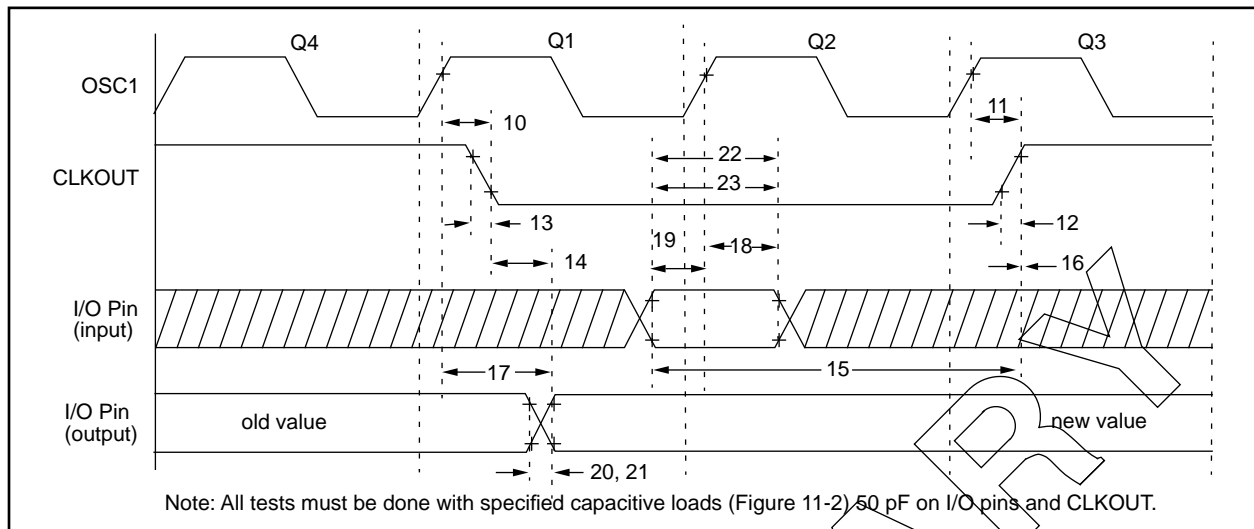 Q4 Q1 Q2 Q3
OSC1
10
11
CLKOUT
22
23
13
12
19
18
14
16
I/O Pin
(input)
17
15
I/O Pin
(output)
old value
new value
20, 21
Note: All tests must be done with specified capacitive loads (Figure 11-2) 50 pF on I/O pins and CLKOUT.